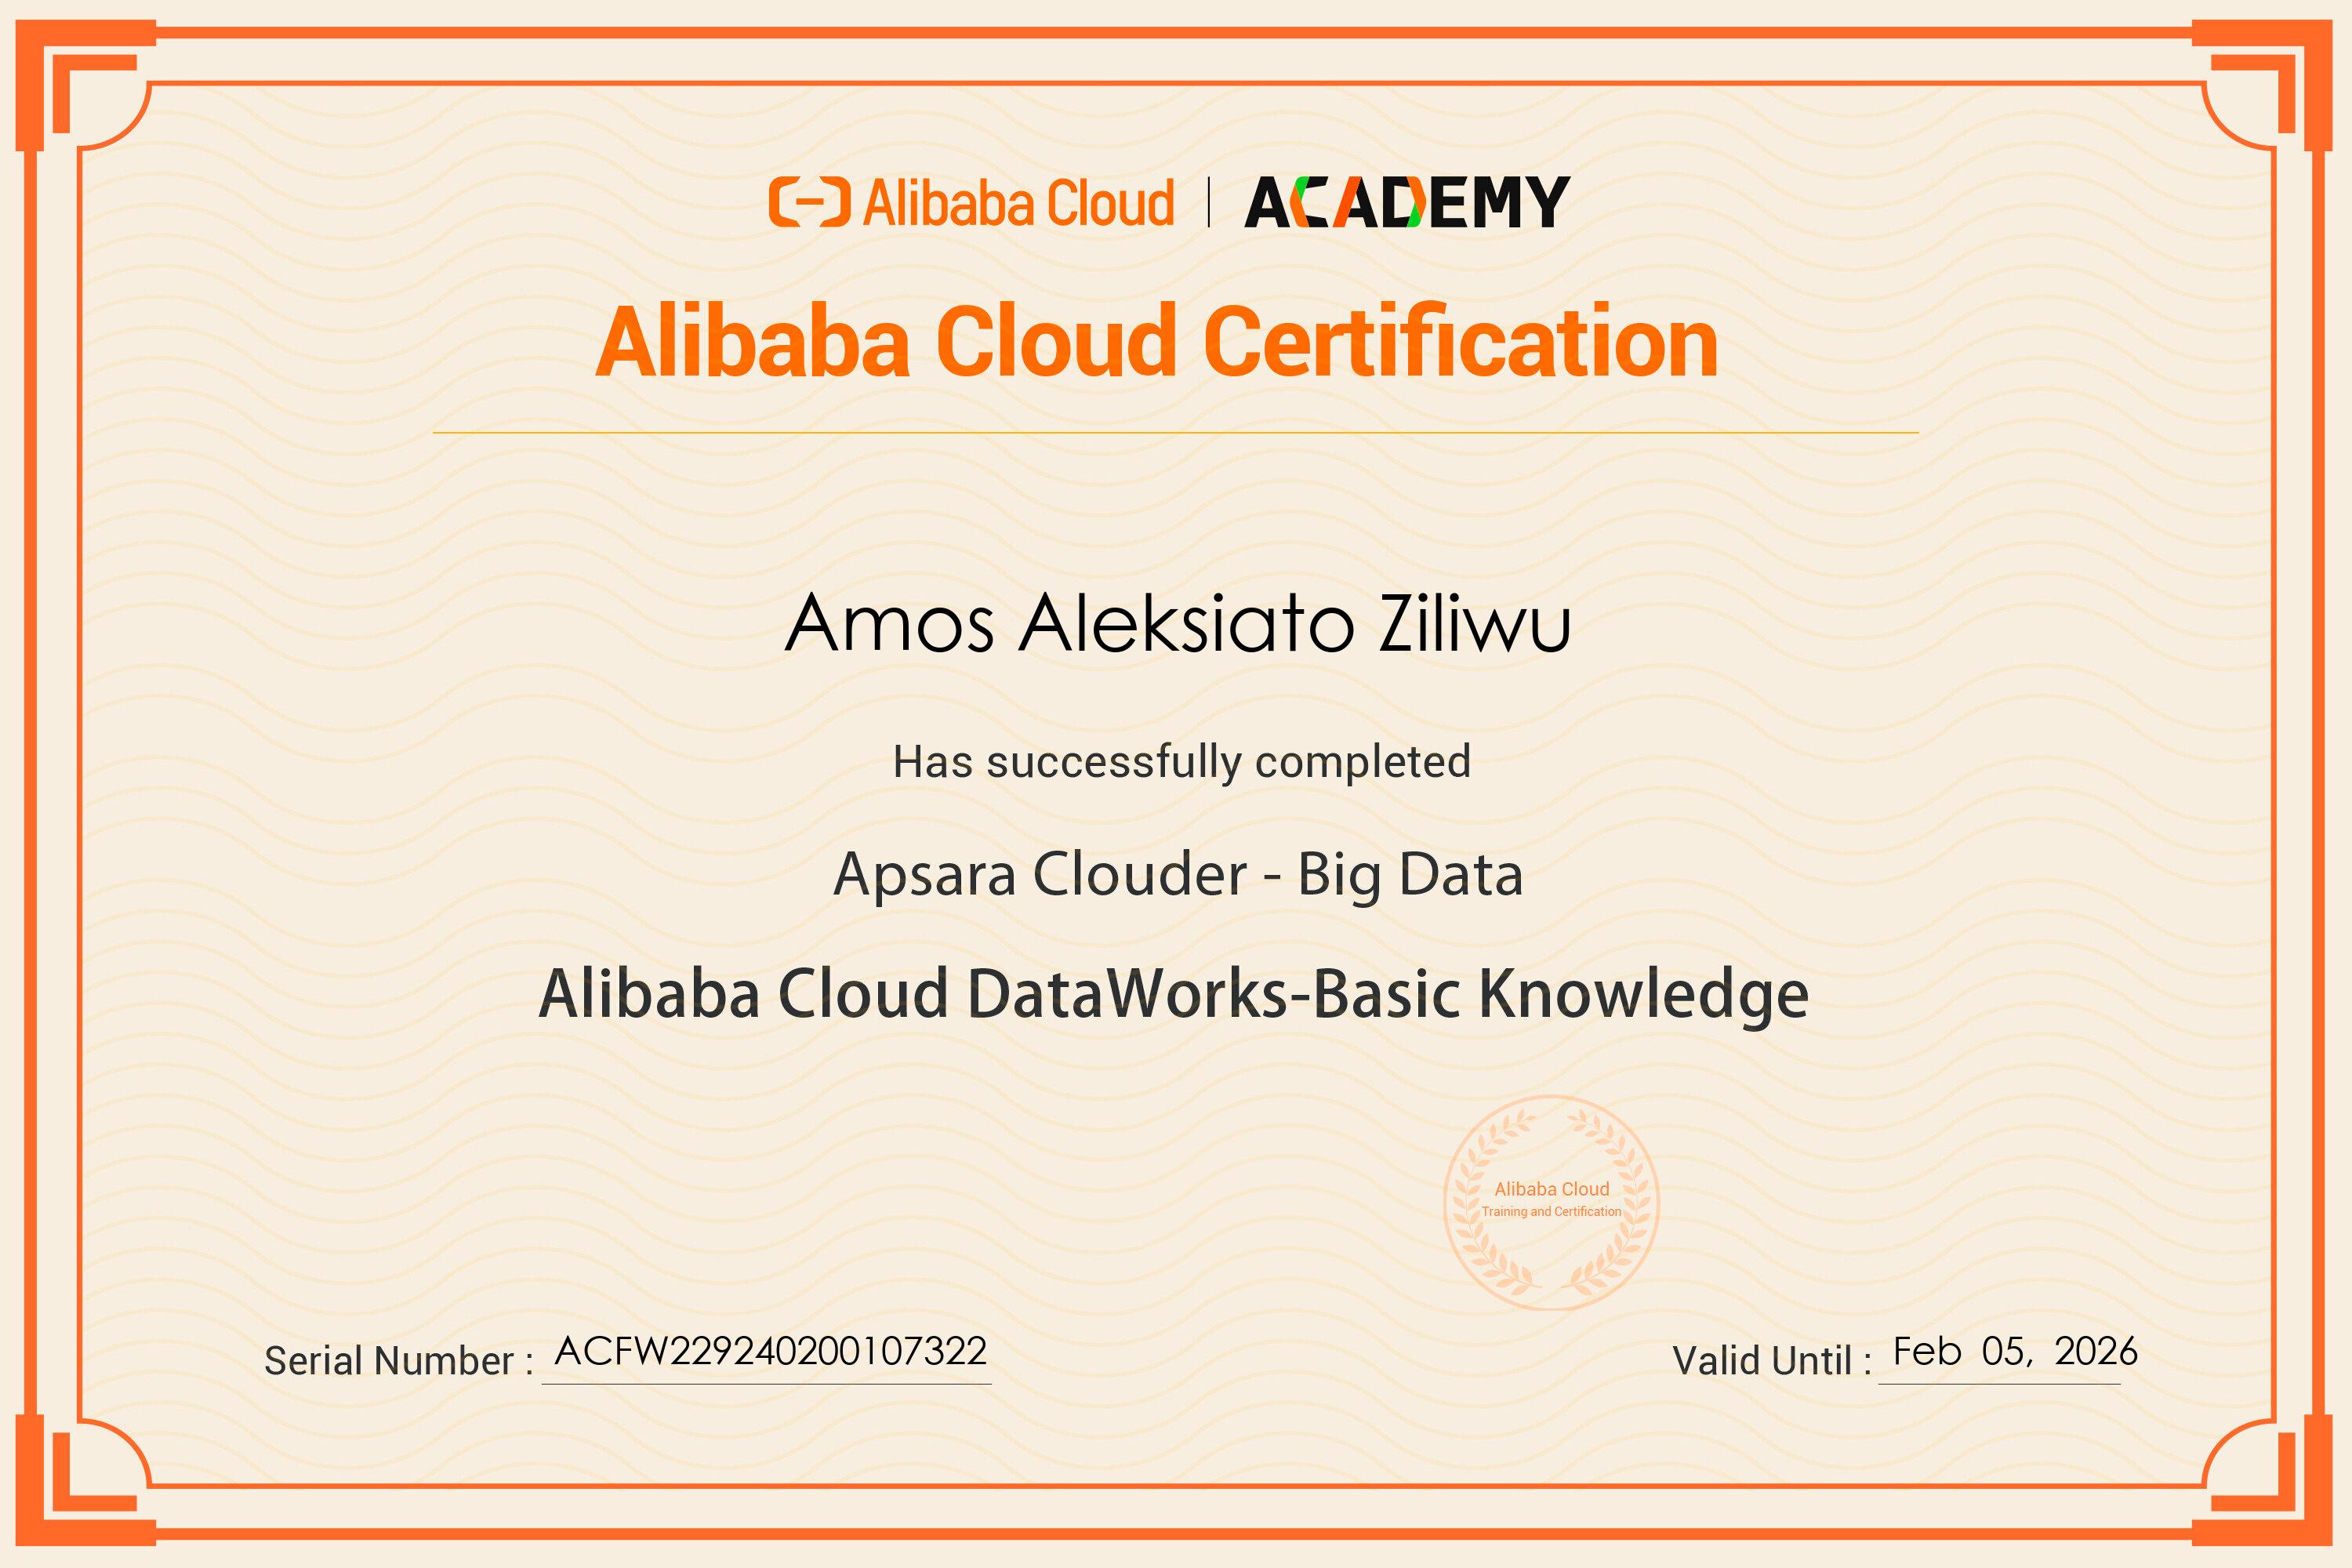 Alibaba Cloud | ACADEMY
Alibaba Cloud Certification
Amos Aleksiato Ziliwu
Has successfully completed
Apsara Clouder - Big Data
Alibaba Cloud DataWorks-Basic Knowledge
Alibaba Cloud
Training and Certification
Serial Number : ACFW229240200107322
Valid Until : Feb 05, 2026